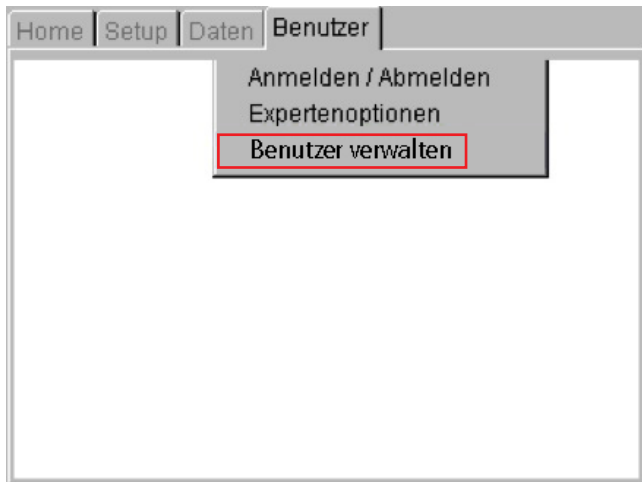 Home Setup Daten Benutzer
Anmelden / Abmelden
Expertenoptionen
Benutzer verwalten